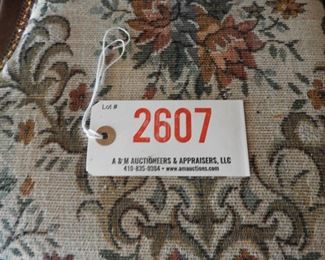 Lot #
2607
A & M AUCTIONEERS & APPRAISERS, LLC
410-835-0384 • www.amauctions.com